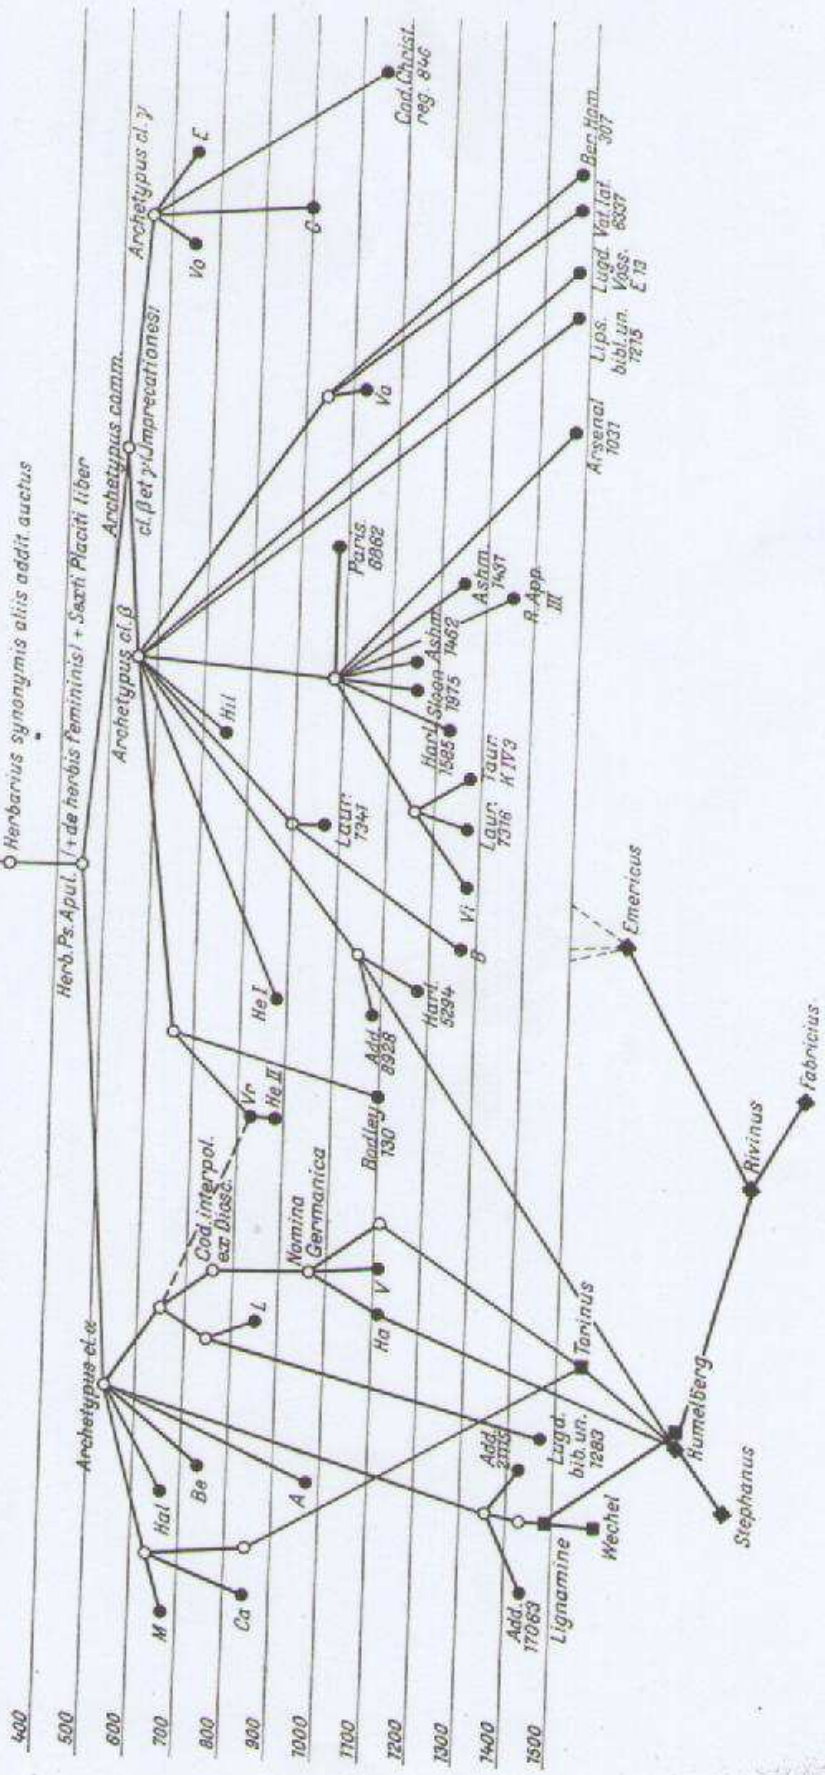 Herbarius synonymis aliis addit. auctus
Herb. Ps. Apul. (+ de herbis femininis) + Sexti Placiti liber
Archetypus comm.
cl. β et γ (Imprecationes)
Archetypus cl. γ
Archetypus cl. β
Archetypus cl. α
400
500
600
700
800
900
1000
1100
1200
1300
1400
1500
M
Ca
Hal
Be
A
L
Cod. interpol.
ex Diosc.
Nomina
Germanica
V
Ha
Add.
17063
Add.
21115
Lignamine
Wechel
Lugd.
bib. un.
1283
Torinus
Humelberg
Stephanus
Rivinus
Fabricius
Emericus
Vr
He II
Bodley
130
He I
Add.
8928
Harl.
5294
B
Laur.
7341
Hil
Vi
Laur.
7316
Taur.
K IV 3
Harl.
1585
Sloan
1975
Ashm.
1462
R. App.
III
Ashm.
1437
Paris.
6862
Arsenal
1031
Lips.
bibl. un.
1275
Lugd.
Voss.
E 13
Vat. lat.
6337
Ber. Ham.
307
Va
Vo
E
G
Cod. Christ.
reg. 846